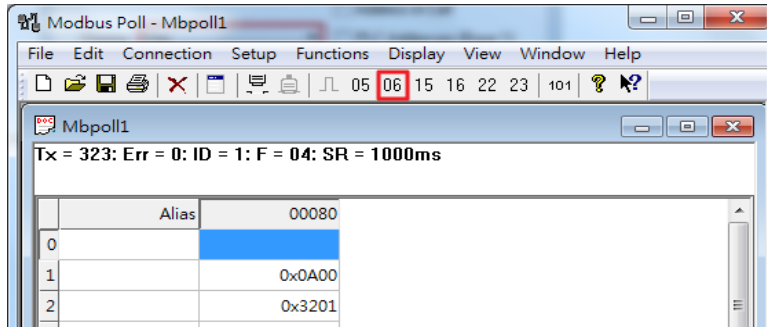 Modbus Poll - Mbpoll1
File Edit Connection Setup Functions Display View Window Help
05 06 15 16 22 23 101 ?  ?
DOC Mbpoll1
Tx = 323: Err = 0: ID = 1: F = 04: SR = 1000ms
Alias 00080
0
1 0x0A00
2 0x3201